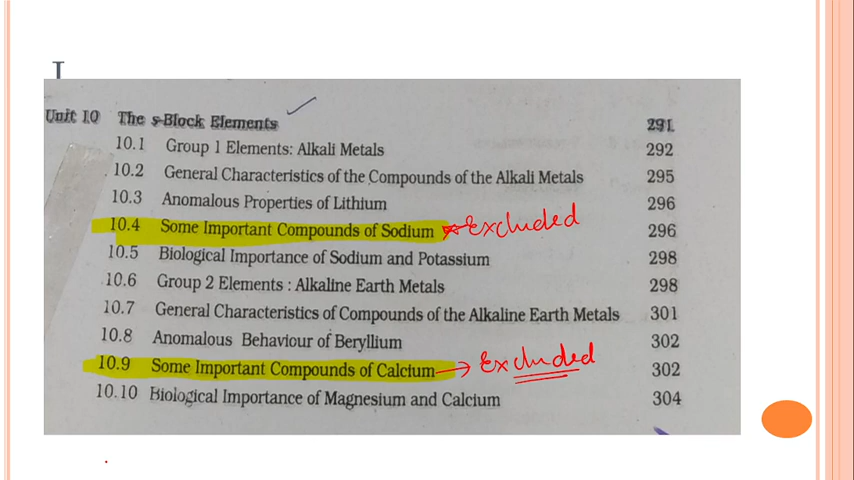 I
Unit 10 The s-Block Elements 291
10.1 Group 1 Elements: Alkali Metals 292
10.2 General Characteristics of the Compounds of the Alkali Metals 295
10.3 Anomalous Properties of Lithium 296
10.4 Some Important Compounds of Sodium Excluded 296
10.5 Biological Importance of Sodium and Potassium 298
10.6 Group 2 Elements : Alkaline Earth Metals 298
10.7 General Characteristics of Compounds of the Alkaline Earth Metals 301
10.8 Anomalous Behaviour of Beryllium 302
10.9 Some Important Compounds of Calcium → Excluded 302
10.10 Biological Importance of Magnesium and Calcium 304